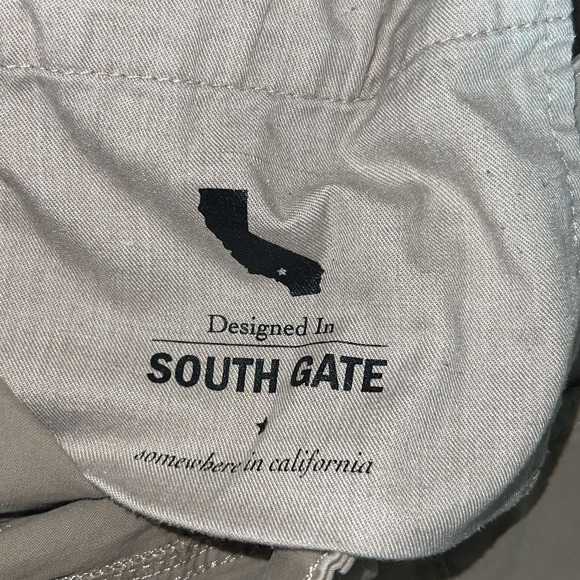 Designed In
SOUTH GATE
somewhere in california